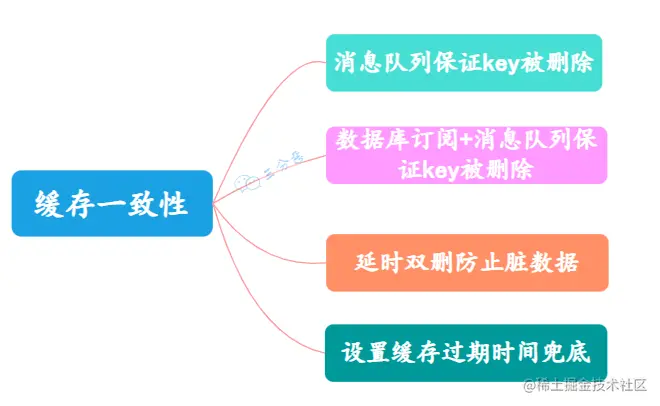 消息队列保证key被删除
数据库订阅+消息队列保
证key被删除
缓存一致性
三分恶
延时双删防止脏数据
设置缓存过期时间兜底
@稀土掘金技术社区